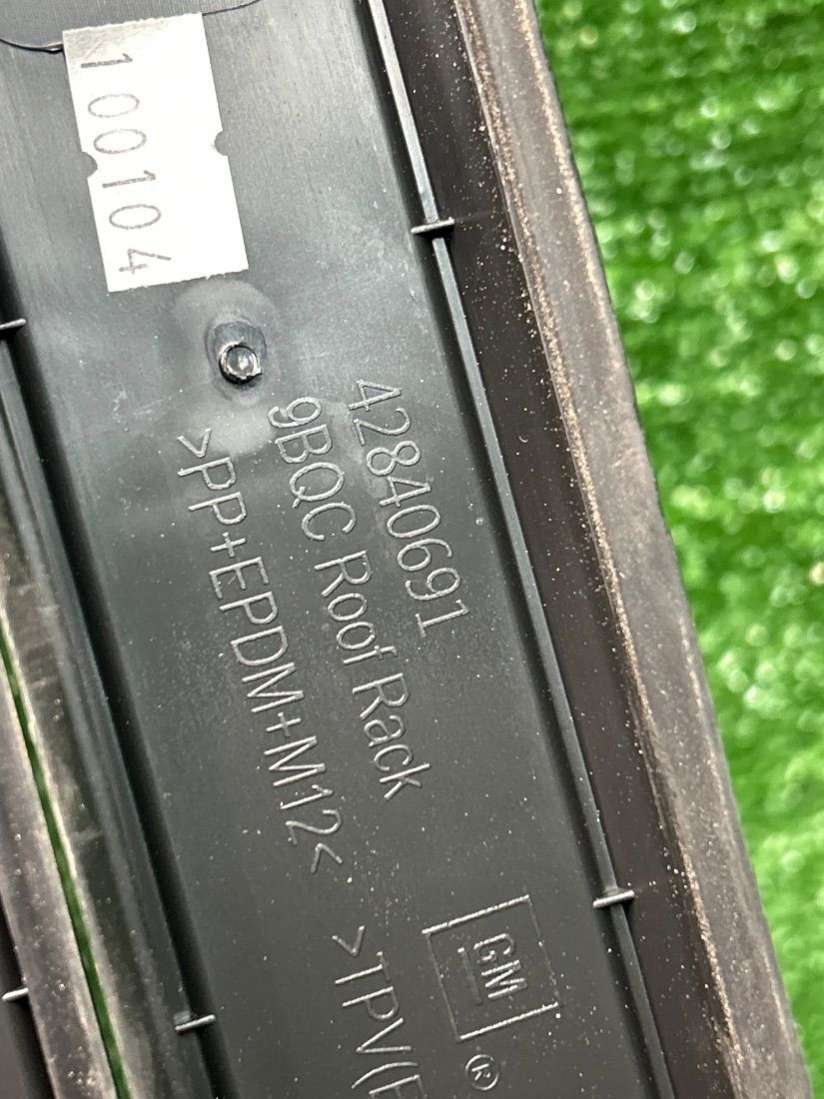 100104
42840691
9BQC Roof Rack
>PP+EPDM+M12<
>TPV(
GM
®